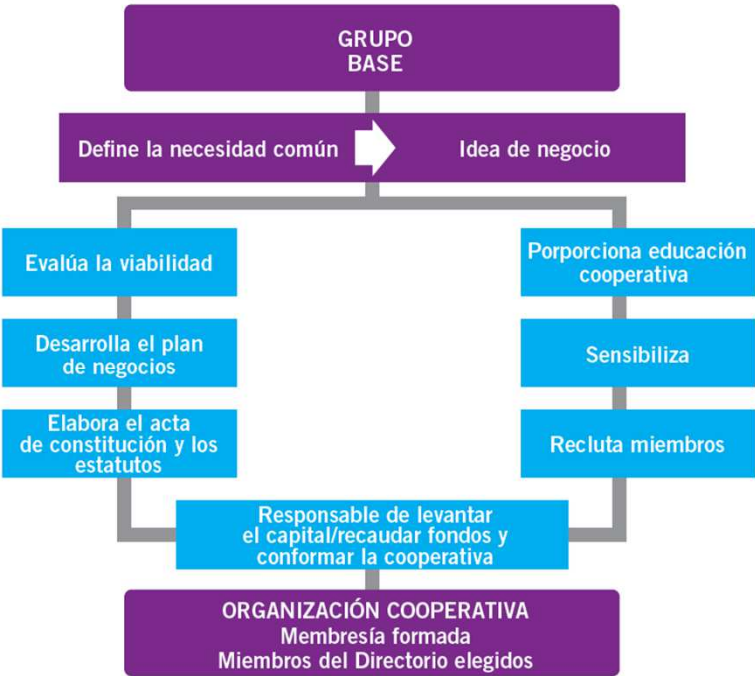 GRUPO
BASE
Define la necesidad común
Idea de negocio
Evalúa la viabilidad
Desarrolla el plan
de negocios
Elabora el acta
de constitución y los
estatutos
Porporciona educación
cooperativa
Sensibiliza
Recluta miembros
Responsable de levantar
el capital/recaudar fondos y
conformar la cooperativa
ORGANIZACIÓN COOPERATIVA
Membresía formada
Miembros del Directorio elegidos